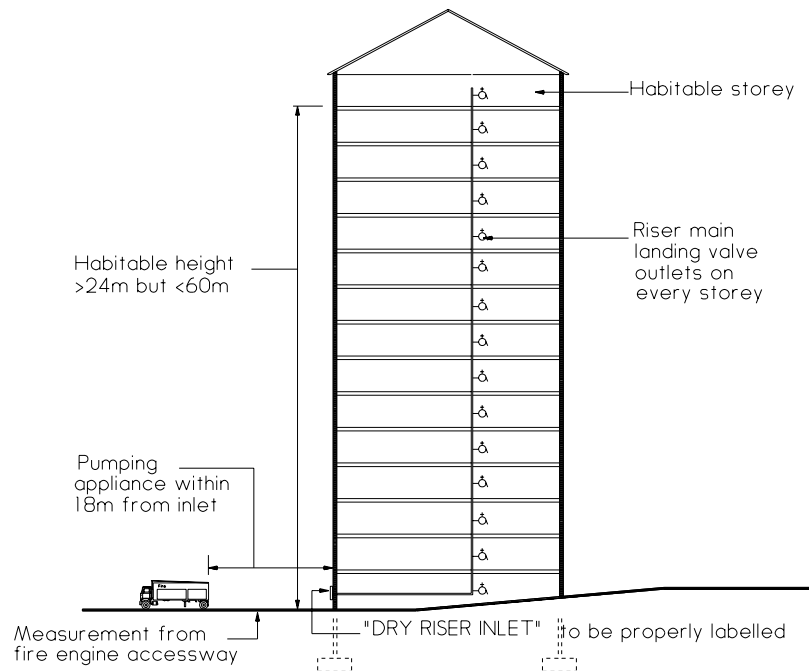 Habitable storey
Riser main
landing valve
outlets on
every storey
Habitable height
>24m but <60m
Pumping
appliance within
18m from inlet
fire
Measurement from
fire engine accessway
"DRY RISER INLET" to be properly labelled